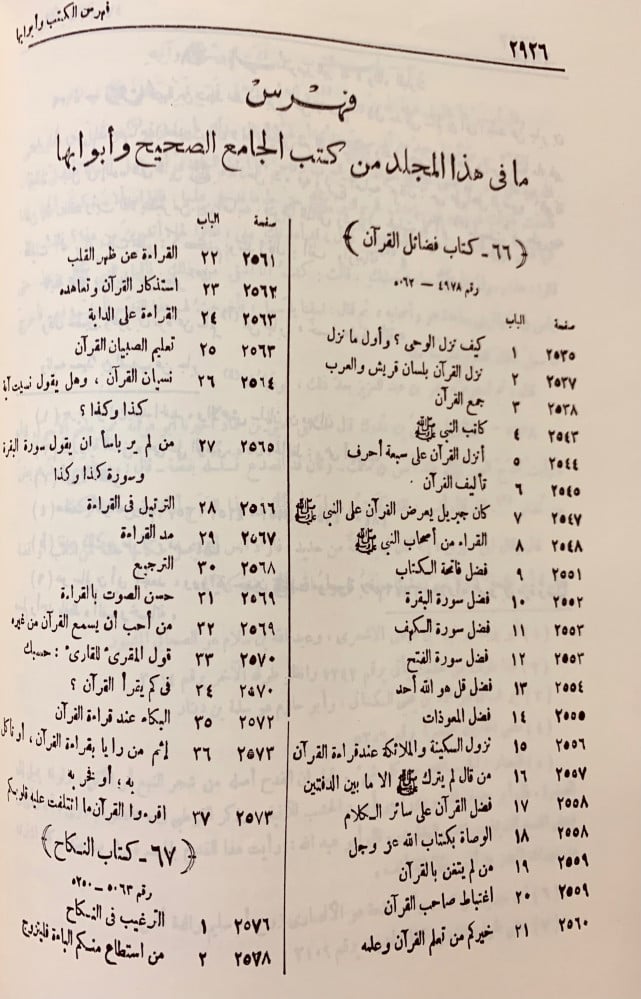 ٢٩٢٦
فهرس الكتب وأبوابها
فهرس
ما فى هذا المجلد من كتب الجامع الصحيح وأبوابها
﴿ ٦٦ ـ كتاب فضائل القرآن ﴾
رقم ٤٩٧٨ — ٥٠٦٢
صفحة الباب
٢٥٣٥ ١ كيف نزل الوحى ؟ وأول ما نزل
٢٥٣٧ ٢ نزل القرآن بلسان قريش والعرب
٢٥٣٨ ٣ جمع القرآن
٢٥٤٣ ٤ كاتب النبى ﷺ
٢٥٤٤ ٥ أنزل القرآن على سبعة أحرف
٢٥٤٥ ٦ تأليف القرآن
٢٥٤٧ ٧ كان جبريل يعرض القرآن على النبى ﷺ
٢٥٤٨ ٨ القراء من أصحاب النبى ﷺ
٢٥٥١ ٩ فضل فاتحة الكتاب
٢٥٥٢ ١٠ فضل سورة البقرة
٢٥٥٣ ١١ فضل سورة الكهف
٢٥٥٣ ١٢ فضل سورة الفتح
٢٥٥٤ ١٣ فضل قل هو الله أحد
٢٥٥٥ ١٤ فضل المعوذات
٢٥٥٦ ١٥ نزول السكينة والملائكة عند قراءة القرآن
٢٥٥٧ ١٦ من قال لم يترك ﷺ الا ما بين الدفتين
٢٥٥٨ ١٧ فضل القرآن على سائر الكلام
٢٥٥٨ ١٨ الوصاة بكتاب الله عز وجل
٢٥٥٩ ١٩ من لم يتغن بالقرآن
٢٥٥٩ ٢٠ اغتباط صاحب القرآن
٢٥٦٠ ٢١ خيركم من تعلم القرآن وعلمه
صفحة الباب
٢٥٦١ ٢٢ القراءة عن ظهر القلب
٢٥٦٢ ٢٣ استذكار القرآن وتعاهده
٢٥٦٣ ٢٤ القراءة على الدابة
٢٥٦٣ ٢٥ تعليم الصبيان القرآن
٢٥٦٤ ٢٦ نسيان القرآن ، وهل يقول نسيت آية
كذا وكذا ؟
٢٥٦٥ ٢٧ من لم ير بأسا ان يقول سورة البقرة
وسورة كذا وكذا
٢٥٦٦ ٢٨ الترتيل فى القراءة
٢٥٦٧ ٢٩ مد القراءة
٢٥٦٨ ٣٠ الترجيع
٢٥٦٩ ٣١ حسن الصوت بالقراءة
٢٥٦٩ ٣٢ من أحب أن يسمع القرآن من غيره
٢٥٧٠ ٣٣ قول المقرئ للقارئ : حسبك
٢٥٧٠ ٣٤ فى كم يقرأ القرآن ؟
٢٥٧٢ ٣٥ البكاء عند قراءة القرآن
٢٥٧٣ ٣٦ إثم من رايا بقراءة القرآن ، أو تأكل
به ، أو فخر به
٢٥٧٣ ٣٧ اقرءوا القرآن ما ائتلفت عليه قلوبكم
﴿ ٦٧ ـ كتاب النكاح ﴾
رقم ٥٠٦٣ — ٥٢٥٠
٢٥٧٦ ١ الترغيب فى النكاح
٢٥٧٨ ٢ من استطاع منكم الباءة فليتزوج